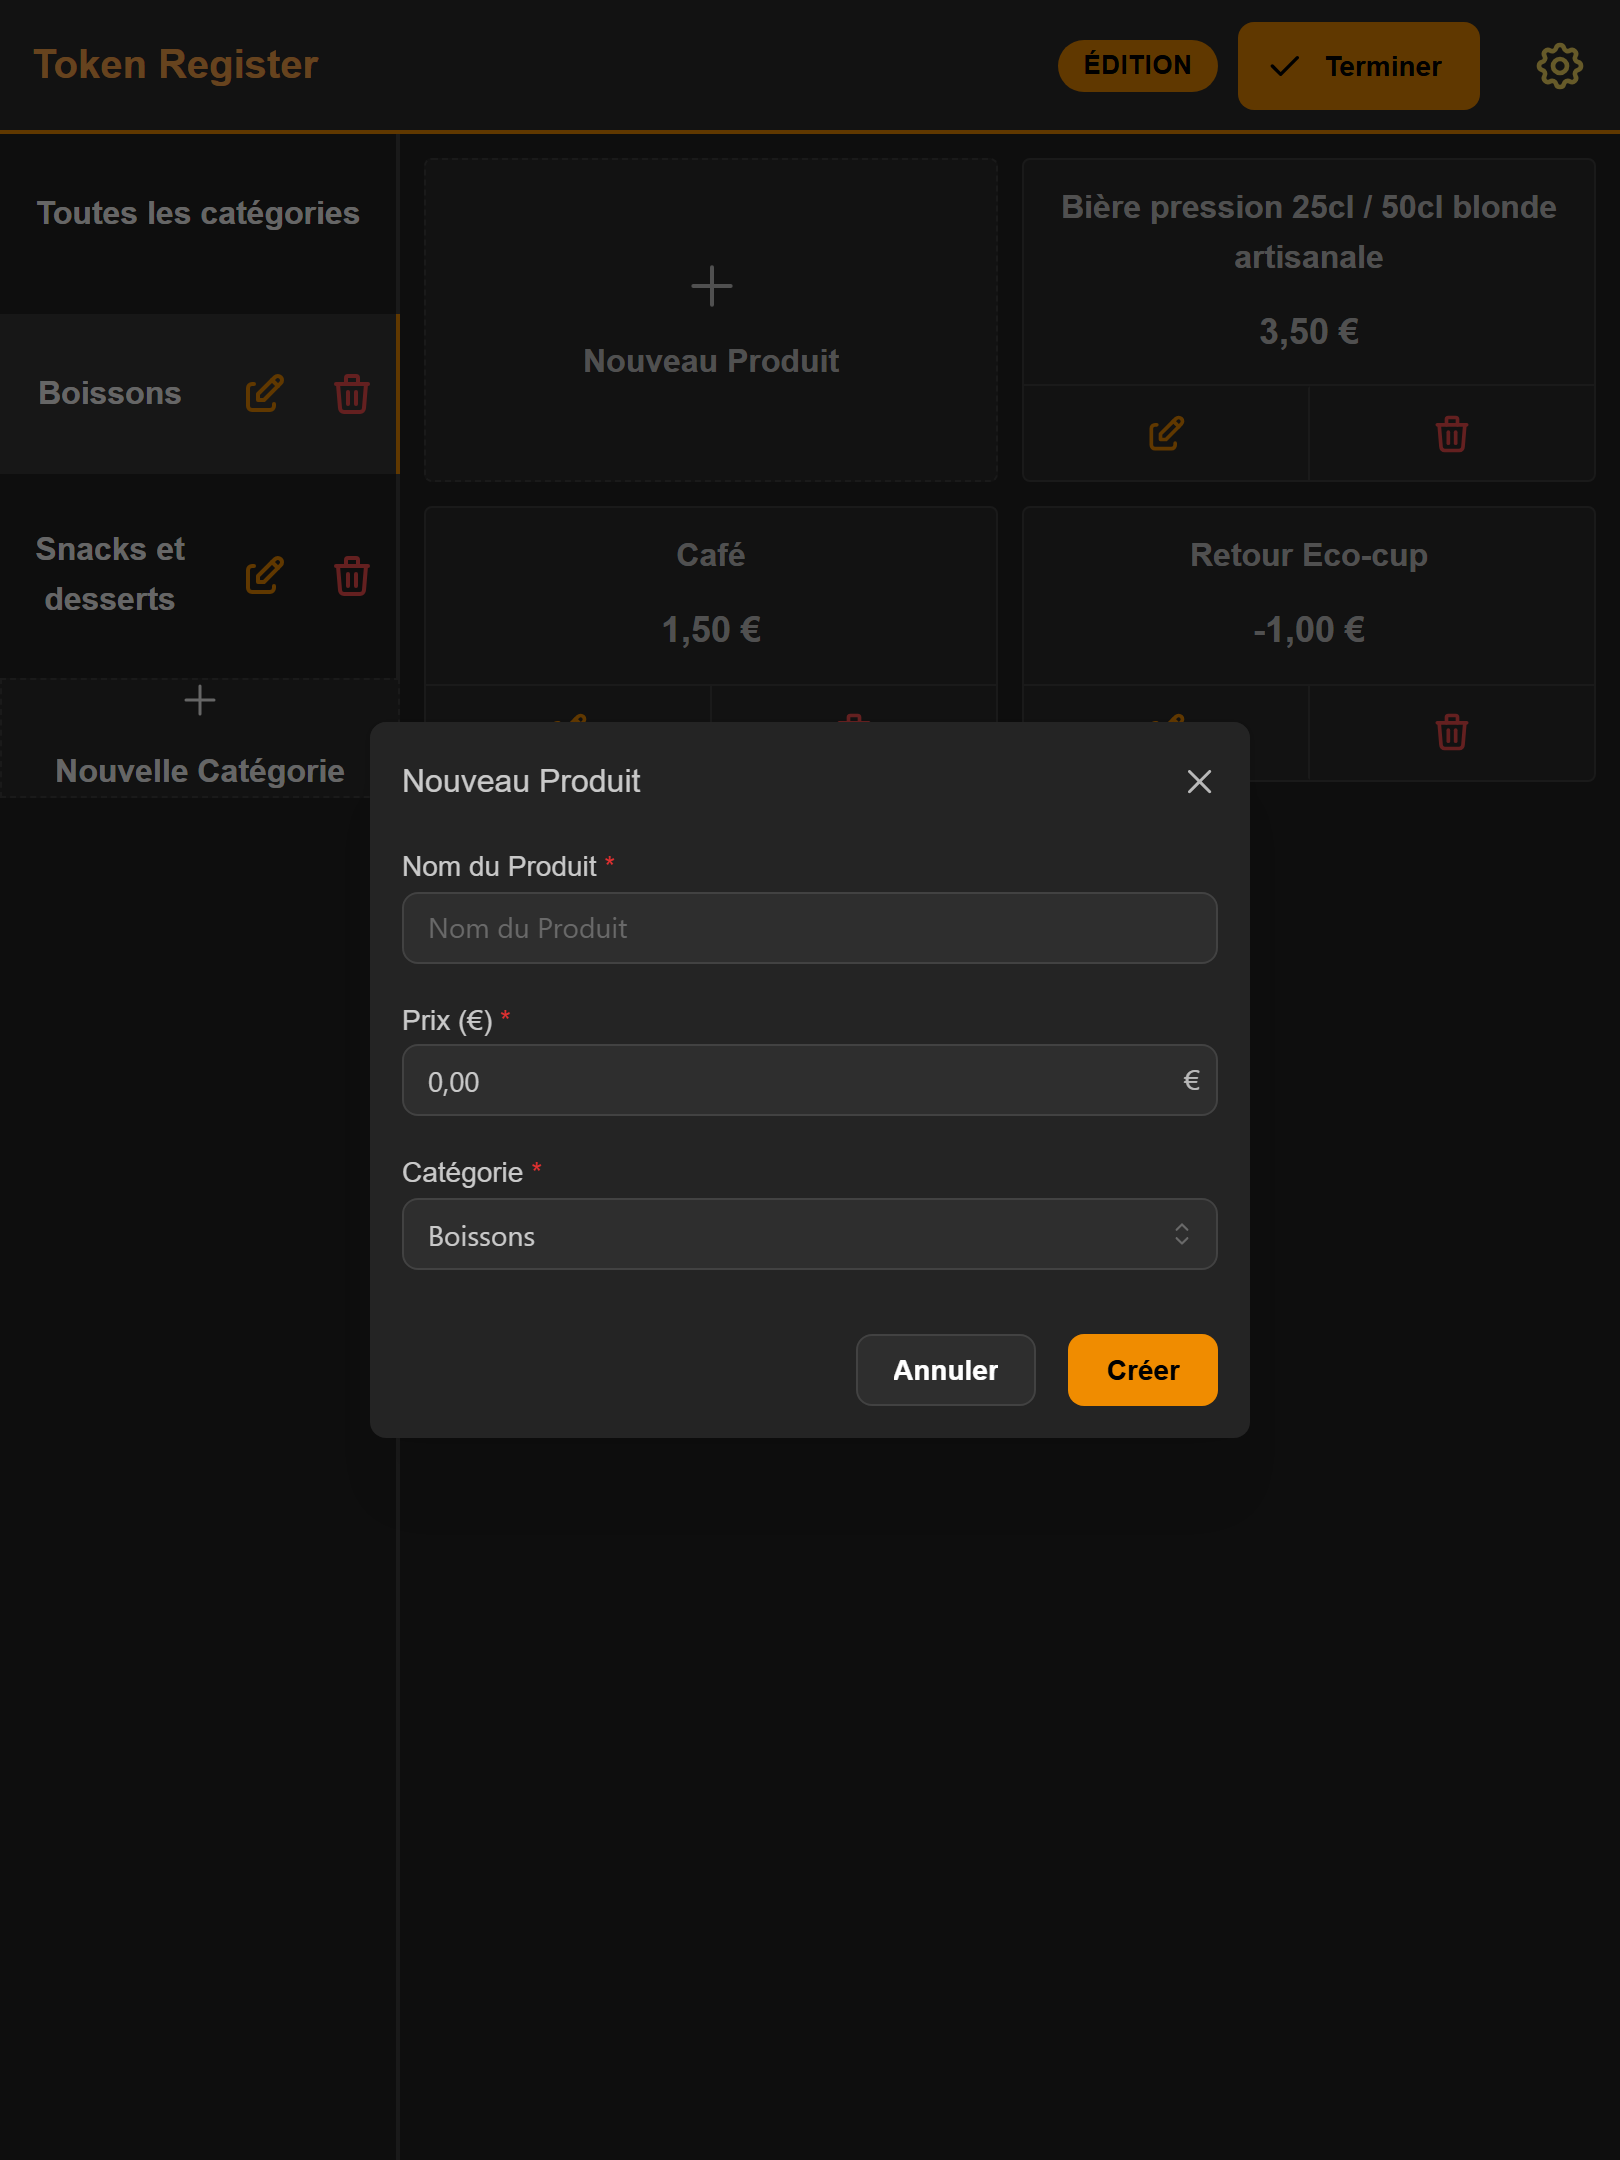 Token Register
ÉDITION
Terminer
Toutes les catégories
Boissons
Snacks et
desserts
Nouvelle Catégorie
Nouveau Produit
Bière pression 25cl / 50cl blonde
artisanale
3,50 €
Café
1,50 €
Retour Eco-cup
-1,00 €
Nouveau Produit
Nom du Produit *
Nom du Produit
Prix (€) *
0,00 €
Catégorie *
Boissons
Annuler
Créer